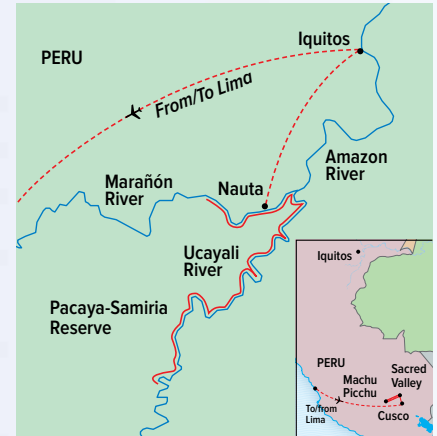 Iquitos
PERU
From/To Lima
Amazon
River
Marañón
River
Nauta
Ucayali
River
Pacaya-Samiria
Reserve
Iquitos
PERU
Machu
Picchu
Sacred
Valley
To/from
Lima
Cusco